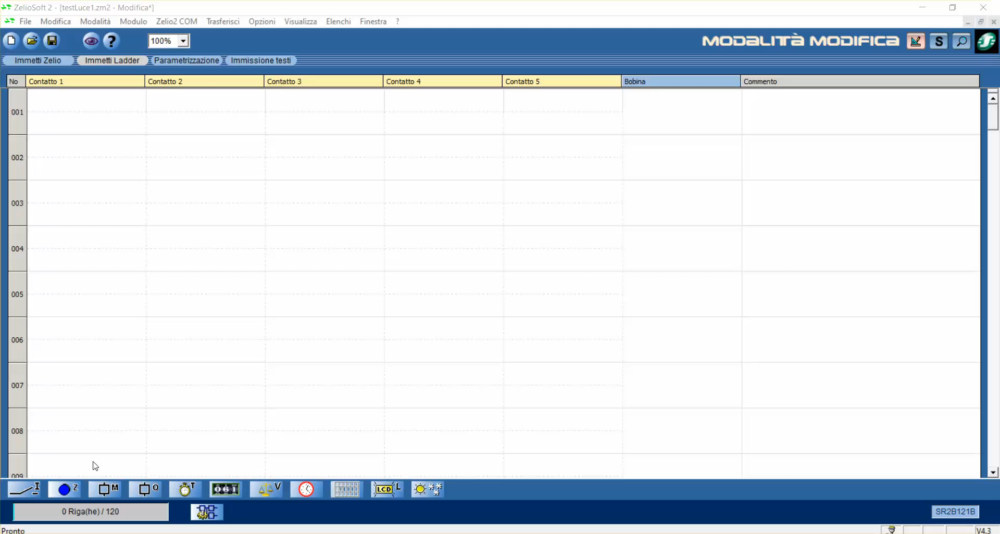 ZelioSoft 2 - [testLuce1.zm2 - Modifica*]
File Modifica Modalità Modulo Zelio2 COM Trasferisci Opzioni Visualizza Elenchi Finestra ?
100% MODALITÀ MODIFICA S
Immetti Zelio Immetti Ladder Parametrizzazione Immissione testi
No Contatto 1 Contatto 2 Contatto 3 Contatto 4 Contatto 5 Bobina Commento
001
002
003
004
005
006
007
008
009
I Z M Q T 061 V TEXTE LCD L
0 Riga(he) / 120 SR2B121B
Pronto V4.3